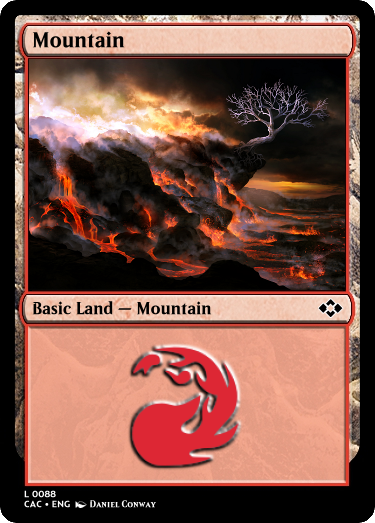 Mountain
Basic Land — Mountain
L 0088
CAC • ENG Daniel Conway